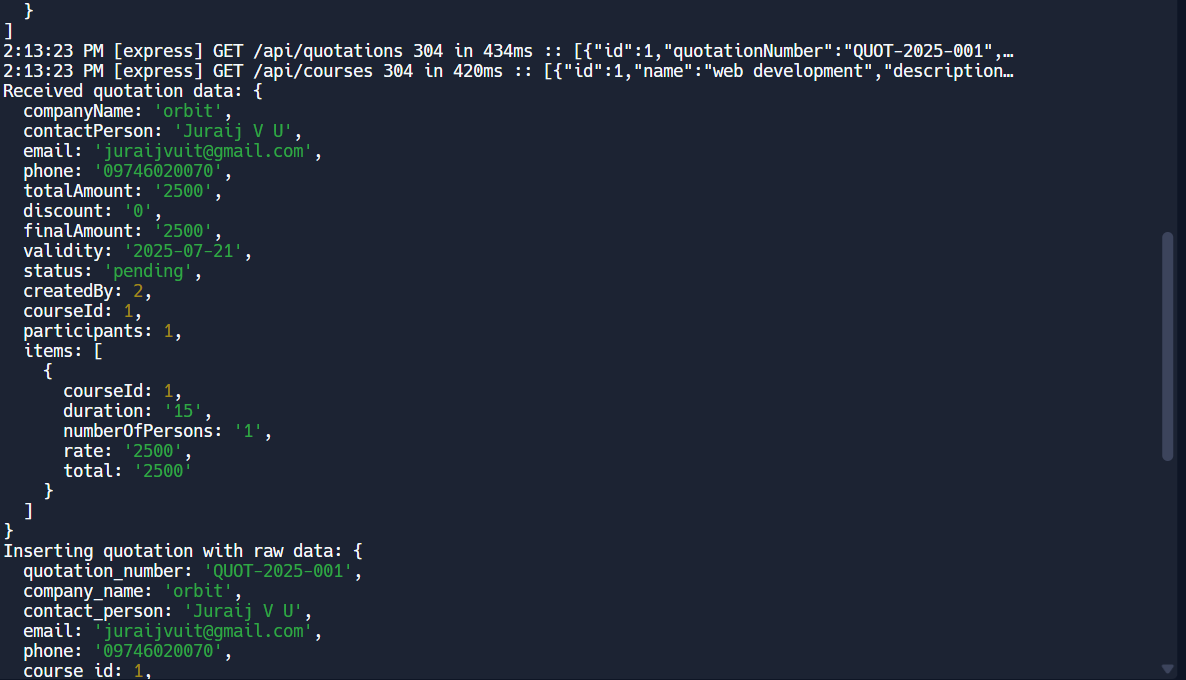 }
]
2:13:23 PM [express] GET /api/quotations 304 in 434ms :: [{"id":1,"quotationNumber":"QUOT-2025-001",…
2:13:23 PM [express] GET /api/courses 304 in 420ms :: [{"id":1,"name":"web development","description…
Received quotation data: {
  companyName: 'orbit',
  contactPerson: 'Juraij V U',
  email: 'juraijvuit@gmail.com',
  phone: '09746020070',
  totalAmount: '2500',
  discount: '0',
  finalAmount: '2500',
  validity: '2025-07-21',
  status: 'pending',
  createdBy: 2,
  courseId: 1,
  participants: 1,
  items: [
    {
      courseId: 1,
      duration: '15',
      numberOfPersons: '1',
      rate: '2500',
      total: '2500'
    }
  ]
}
Inserting quotation with raw data: {
  quotation_number: 'QUOT-2025-001',
  company_name: 'orbit',
  contact_person: 'Juraij V U',
  email: 'juraijvuit@gmail.com',
  phone: '09746020070',
  course_id: 1,